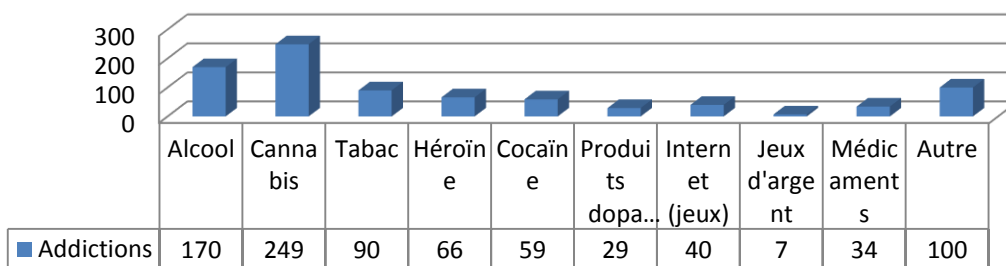 300
200
100
0
Alcool Canna Tabac Héroïn Cocaïn Produi Intern Jeux Médic Autre
bis e e ts et d'arge ament
dopa... (jeux) nt s
Addictions 170 249 90 66 59 29 40 7 34 100